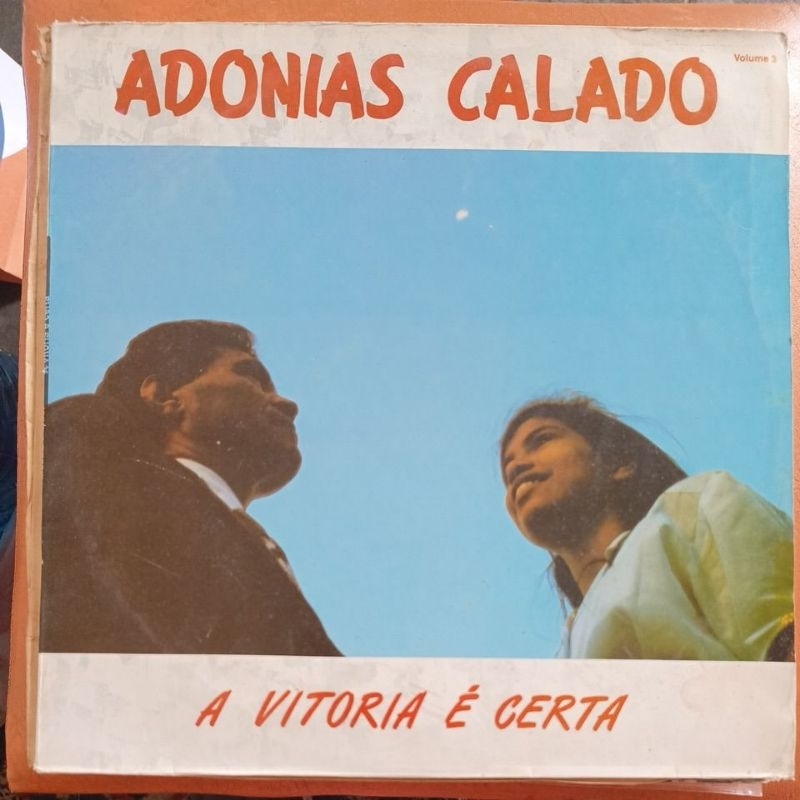 ADONIAS CALADO
Volume 3
A VITORIA É CERTA